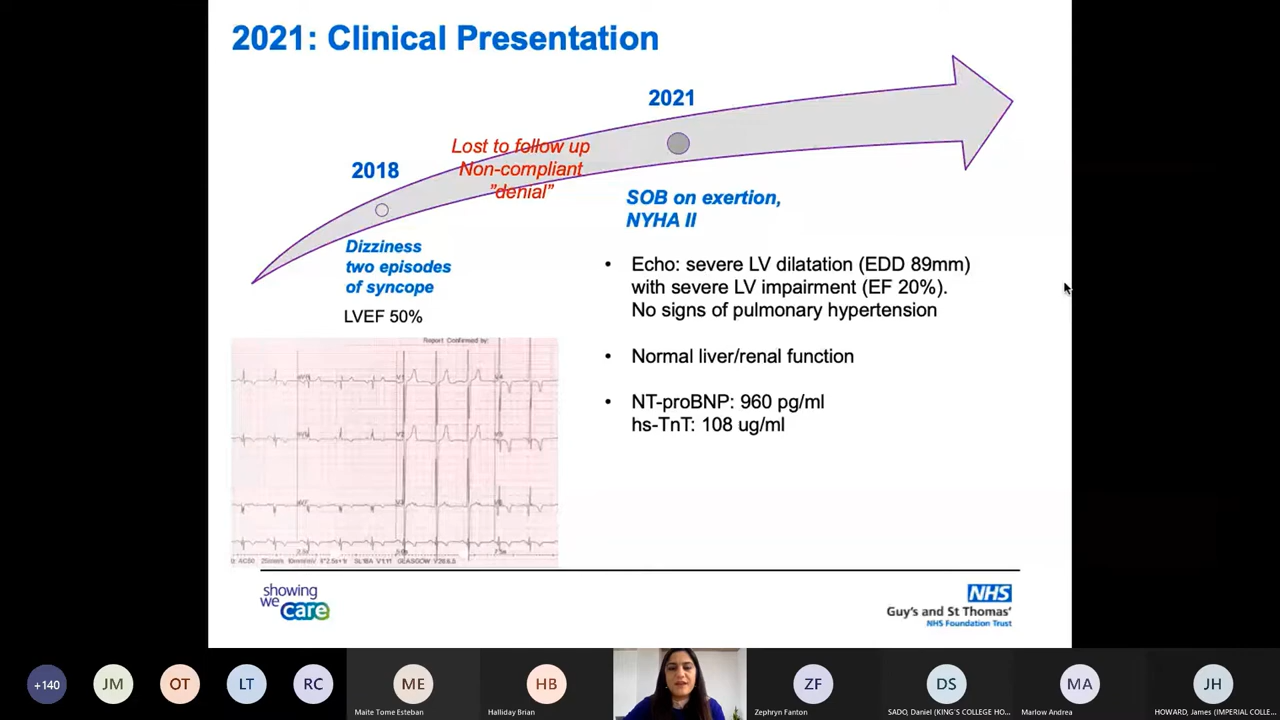 2021: Clinical Presentation
2021
Lost to follow up
Non-compliant
"denial"
2018
SOB on exertion,
NYHA II
Dizziness
two episodes
of syncope
LVEF 50%
• Echo: severe LV dilatation (EDD 89mm)
with severe LV impairment (EF 20%).
No signs of pulmonary hypertension
• Normal liver/renal function
• NT-proBNP: 960 pg/ml
hs-TnT: 108 ug/ml
Report Confirmed by:
V1
V2
showing
we
care
NHS
Guy's and St Thomas'
NHS Foundation Trust
+140
JM
OT
LT
RC
ME
Maite Tome Esteban
HB
Halliday Brian
ZF
Zephryn Fanton
DS
SADO, Daniel (KING'S COLLEGE HO...
MA
Marlow Andrea
JH
HOWARD, James (IMPERIAL COLLE...